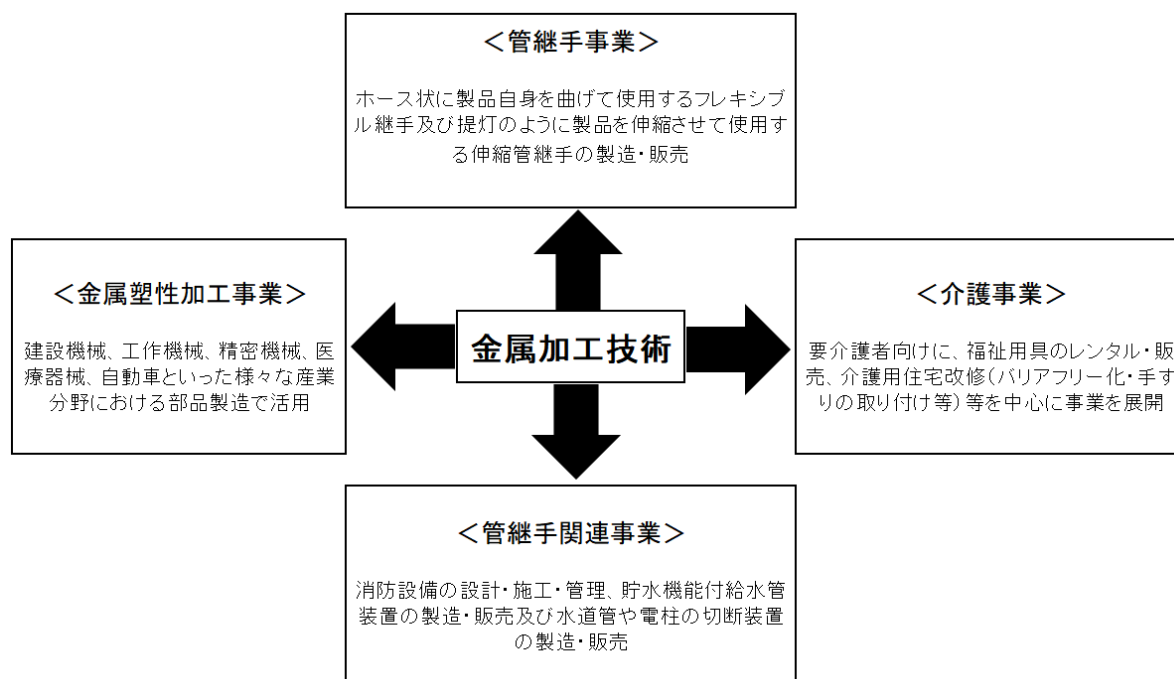 ＜管継手事業＞
ホース状に製品自身を曲げて使用するフレキシブ
ル継手及び提灯のように製品を伸縮させて使用す
る伸縮管継手の製造・販売
＜金属塑性加工事業＞
建設機械、工作機械、精密機械、医
療器械、自動車といった様々な産業
分野における部品製造で活用
金属加工技術
＜介護事業＞
要介護者向けに、福祉用具のレンタル・販
売、介護用住宅改修（バリアフリー化・手す
りの取り付け等）等を中心に事業を展開
＜管継手関連事業＞
消防設備の設計・施工・管理、貯水機能付給水管
装置の製造・販売及び水道管や電柱の切断装置
の製造・販売